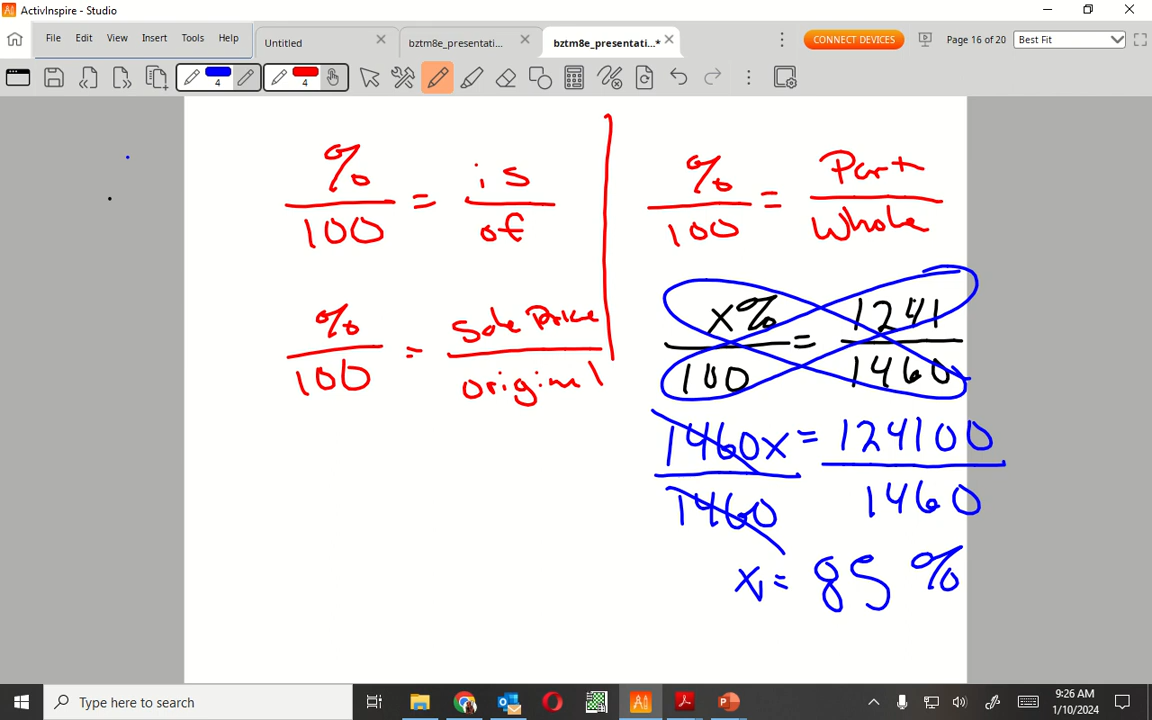 ActivInspire - Studio
File Edit View Insert Tools Help
Untitled
bztm8e_presentati...
bztm8e_presentati...*
CONNECT DEVICES
Page 16 of 20
Best Fit
4
4
% / 100 = is / of
% / 100 = Part / Whole
% / 100 = Sale Price / original
x% / 100 = 1241 / 1460
1460x / 1460 = 124100 / 1460
x = 85 %
Type here to search
9:26 AM
1/10/2024